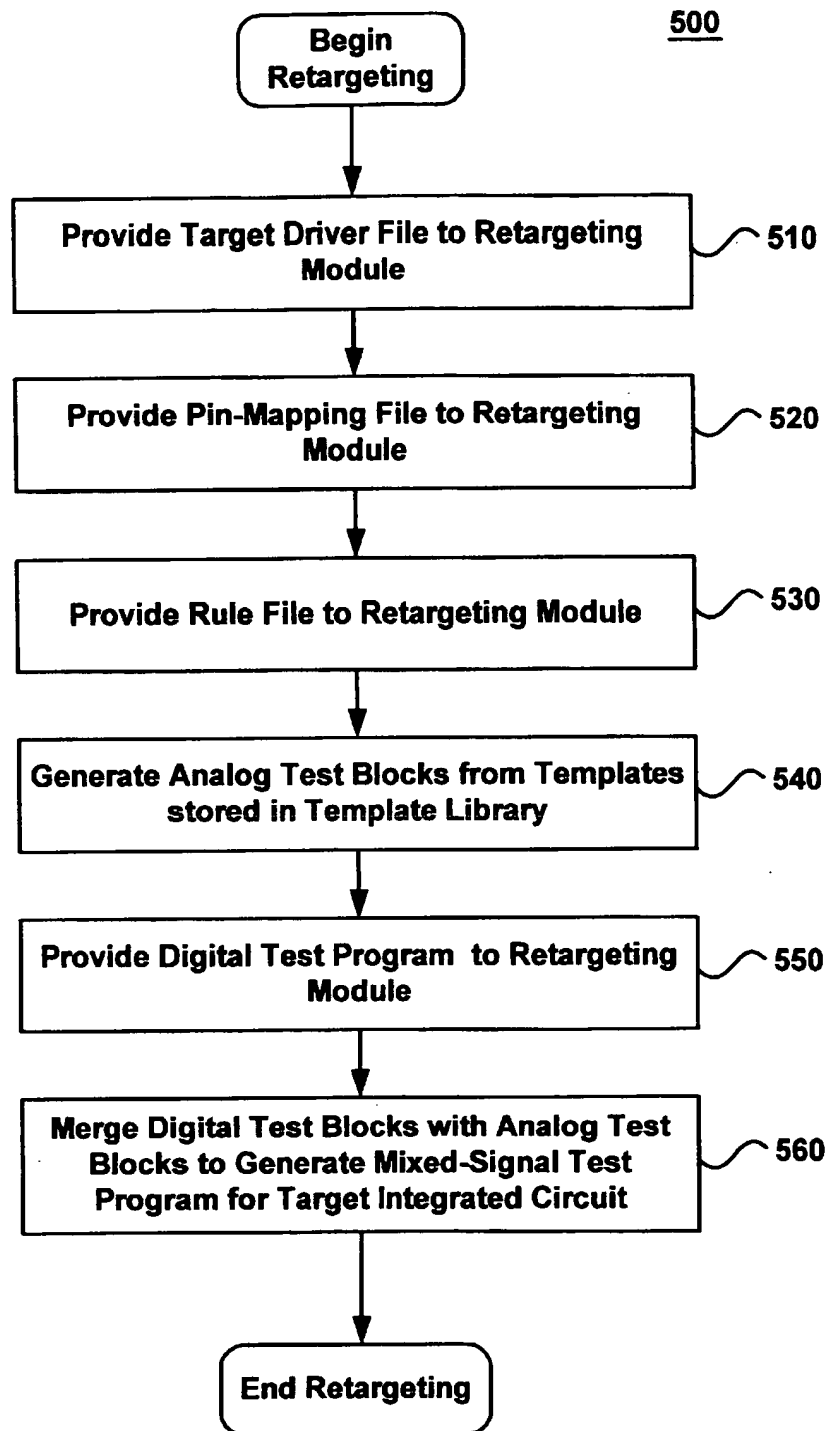 500
Begin
Retargeting
Provide Target Driver File to Retargeting
Module
510
Provide Pin-Mapping File to Retargeting
Module
520
Provide Rule File to Retargeting Module
530
Generate Analog Test Blocks from Templates
stored in Template Library
540
Provide Digital Test Program to Retargeting
Module
550
Merge Digital Test Blocks with Analog Test
Blocks to Generate Mixed-Signal Test
Program for Target Integrated Circuit
560
End Retargeting